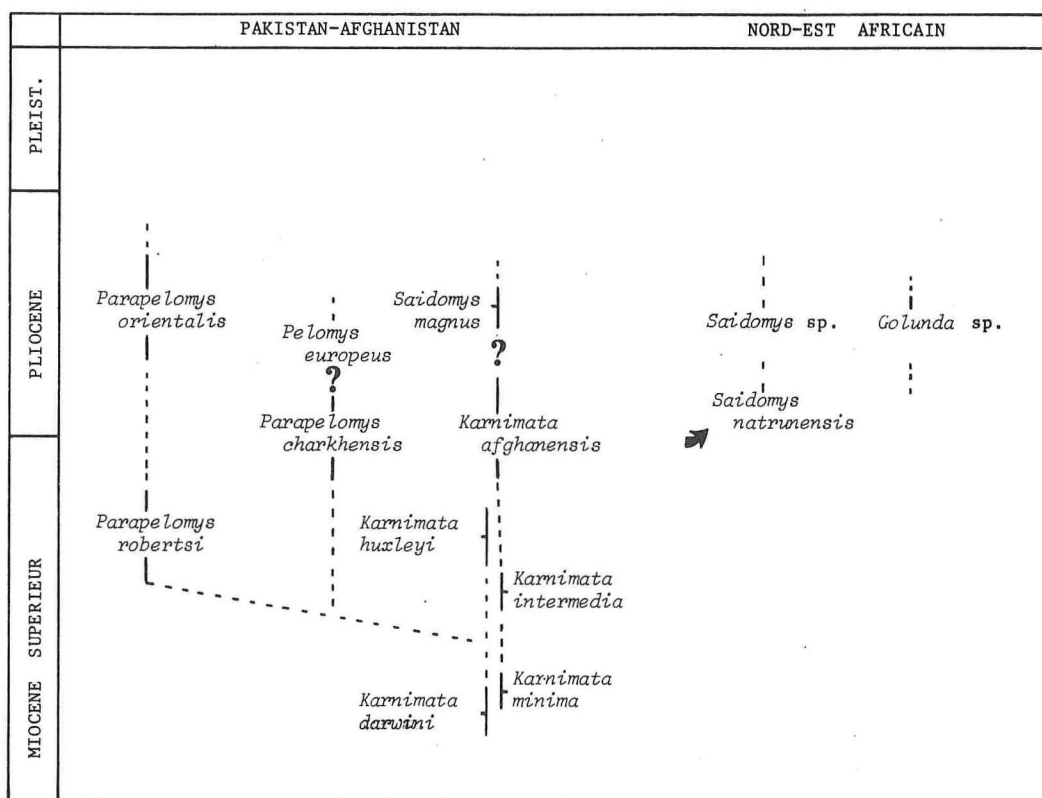 PAKISTAN-AFGHANISTAN
NORD-EST AFRICAIN
PLEIST.
PLIOCENE
MIOCENE SUPERIEUR
Parapelomys
orientalis
Pelomys
europeus
?
Parapelomys
charkhensis
Saidomys
magnus
?
Karnimata
afghanensis
Saidomys sp.
Golunda sp.
Saidomys
natrunensis
Parapelomys
robertsi
Karnimata
huxleyi
Karnimata
intermedia
Karnimata
minima
Karnimata
darwini